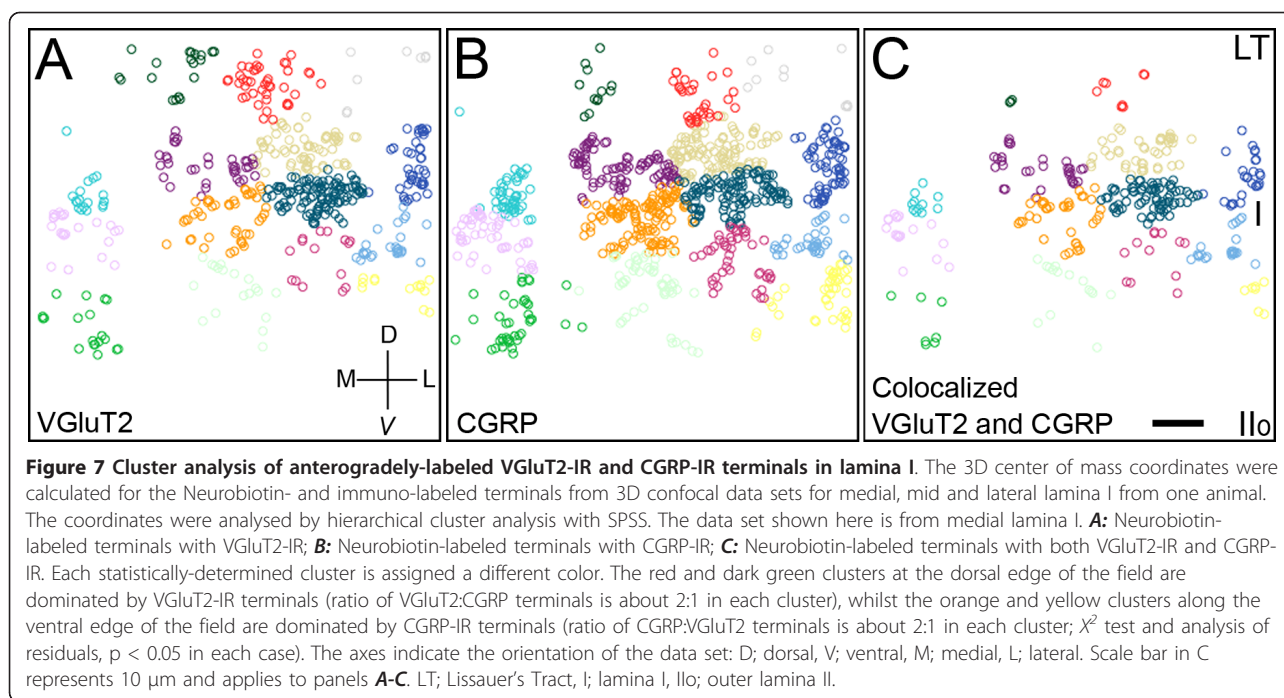 A
B
C
LT
I
D
M
L
V
VGluT2
CGRP
Colocalized
VGluT2 and CGRP
IIo
Figure 7 Cluster analysis of anterogradely-labeled VGluT2-IR and CGRP-IR terminals in lamina I. The 3D center of mass coordinates were
calculated for the Neurobiotin- and immuno-labeled terminals from 3D confocal data sets for medial, mid and lateral lamina I from one animal.
The coordinates were analysed by hierarchical cluster analysis with SPSS. The data set shown here is from medial lamina I. A: Neurobiotin-
labeled terminals with VGluT2-IR; B: Neurobiotin-labeled terminals with CGRP-IR; C: Neurobiotin-labeled terminals with both VGluT2-IR and CGRP-
IR. Each statistically-determined cluster is assigned a different color. The red and dark green clusters at the dorsal edge of the field are
dominated by VGluT2-IR terminals (ratio of VGluT2:CGRP terminals is about 2:1 in each cluster), whilst the orange and yellow clusters along the
ventral edge of the field are dominated by CGRP-IR terminals (ratio of CGRP:VGluT2 terminals is about 2:1 in each cluster; X² test and analysis of
residuals, p < 0.05 in each case). The axes indicate the orientation of the data set: D; dorsal, V; ventral, M; medial, L; lateral. Scale bar in C
represents 10 μm and applies to panels A-C. LT; Lissauer's Tract, I; lamina I, IIo; outer lamina II.